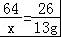 64/x = 26/13g